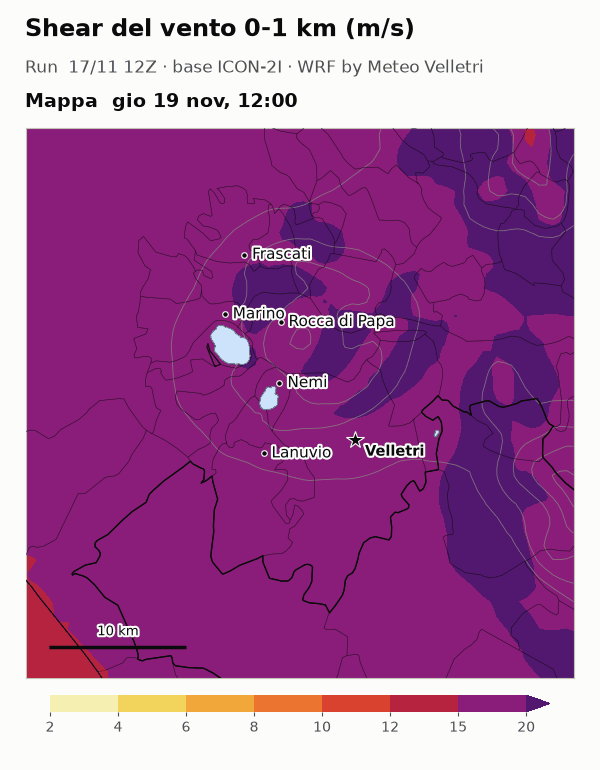 Shear del vento 0-1 km (m/s)
Run 17/11 12Z · base ICON-2I · WRF by Meteo Velletri
Mappa gio 19 nov, 12:00
Frascati
Marino
Rocca di Papa
Nemi
Velletri
Lanuvio
10 km
2 4 6 8 10 12 15 20